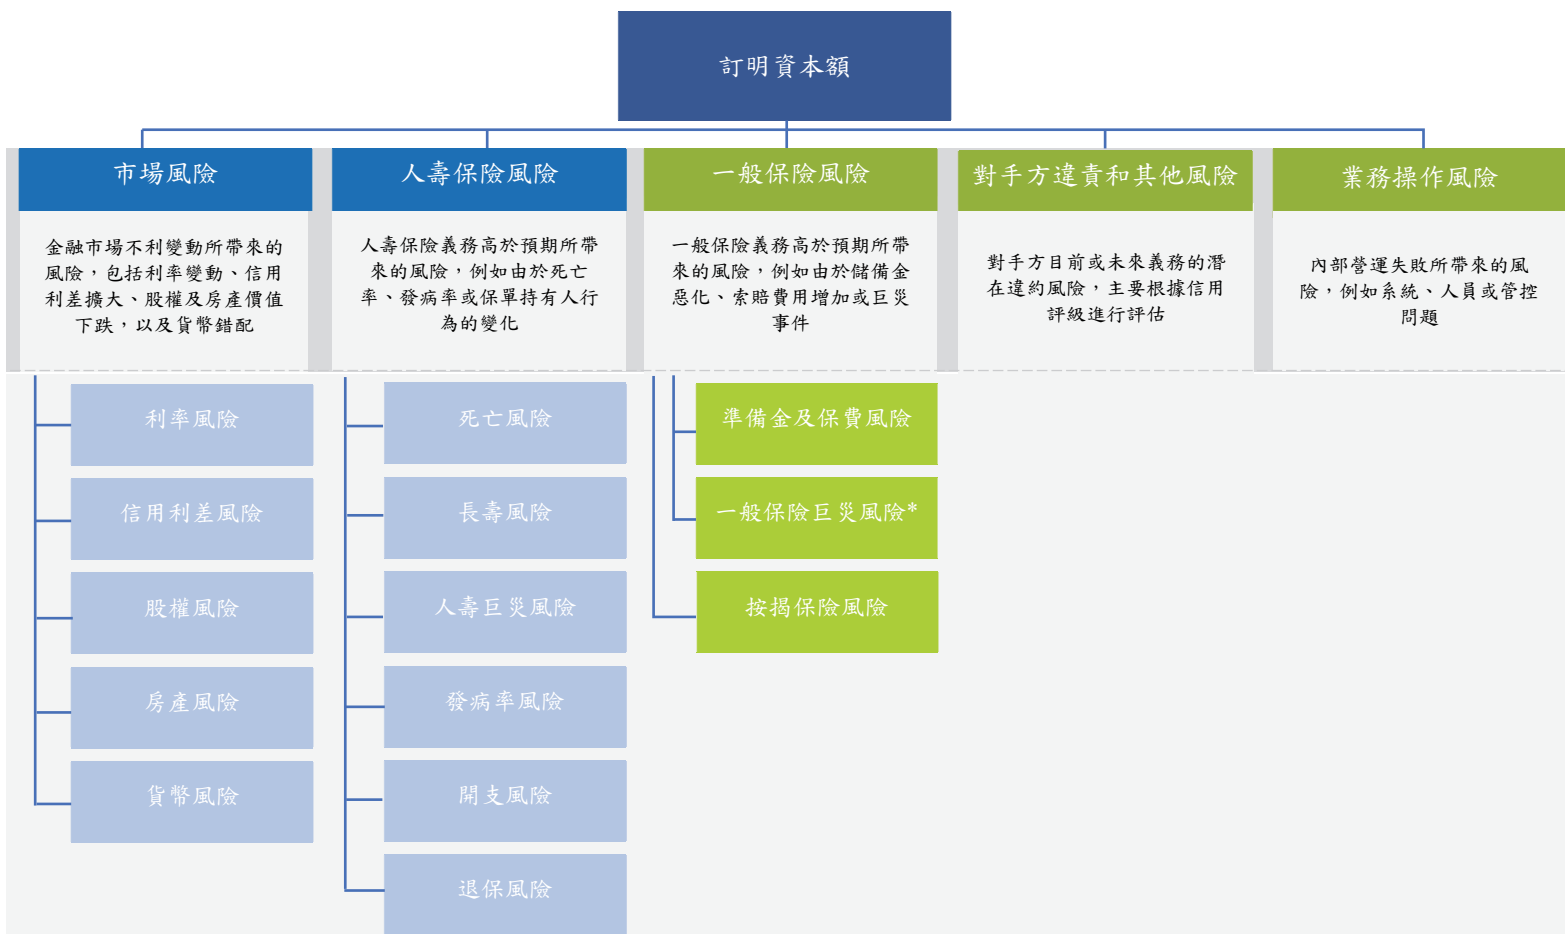 訂明資本額
市場風險
金融市場不利變動所帶來的
風險，包括利率變動、信用
利差擴大、股權及房產價值
下跌，以及貨幣錯配
利率風險
信用利差風險
股權風險
房產風險
貨幣風險
人壽保險風險
人壽保險義務高於預期所帶
來的風險，例如由於死亡
率、發病率或保單持有人行
為的變化
死亡風險
長壽風險
人壽巨災風險
發病率風險
開支風險
退保風險
一般保險風險
一般保險義務高於預期所帶
來的風險，例如由於儲備金
惡化、索賠費用增加或巨災
事件
準備金及保費風險
一般保險巨災風險*
按揭保險風險
對手方違責和其他風險
對手方目前或未來義務的潛
在違約風險，主要根據信用
評級進行評估
業務操作風險
內部營運失敗所帶來的風
險，例如系統、人員或管控
問題